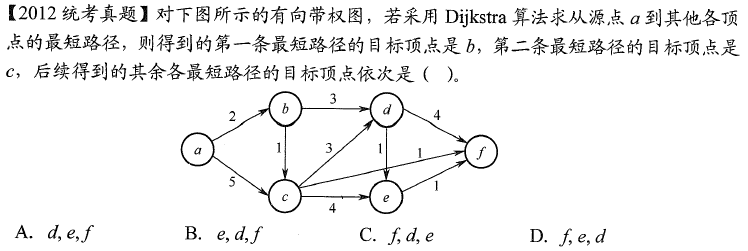 【2012 统考真题】对下图所示的有向带权图，若采用 Dijkstra 算法求从源点 a 到其他各顶
点的最短路径，则得到的第一条最短路径的目标顶点是 b，第二条最短路径的目标顶点是
c，后续得到的其余各最短路径的目标顶点依次是（ ）。
b 3 d
2 4
a 1 3 1 1 f
5 1
c 4 e
A. d, e, f B. e, d, f C. f, d, e D. f, e, d